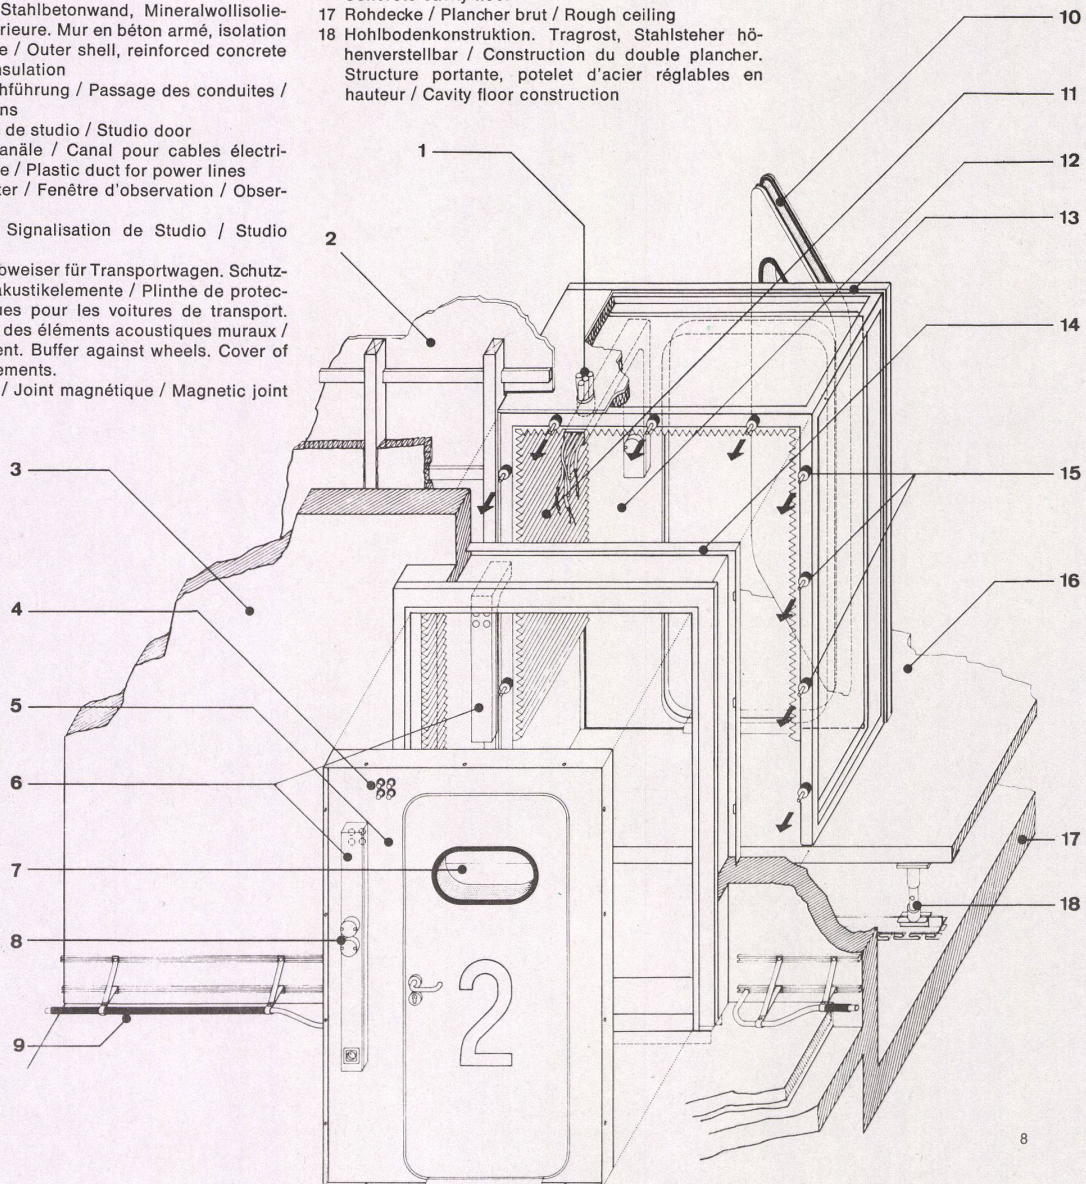 Stahlbetonwand, Mineralwollisolie-
rieure. Mur en béton armé, isolation
e / Outer shell, reinforced concrete
nsulation
hführung / Passage des conduites /
ns
de studio / Studio door
anäle / Canal pour cables électri-
e / Plastic duct for power lines
ter / Fenêtre d'observation / Obser-
Signalisation de Studio / Studio
bweiser für Transportwagen. Schutz-
akustikelemente / Plinthe de protec-
ues pour les voitures de transport.
des éléments acoustiques muraux /
ent. Buffer against wheels. Cover of
ements.
/ Joint magnétique / Magnetic joint
17 Rohdecke / Plancher brut / Rough ceiling
18 Hohlbodenkonstruktion. Tragrost, Stahlsteher hö-
henverstellbar / Construction du double plancher.
Structure portante, potelet d'acier réglables en
hauteur / Cavity floor construction
1
2
3
4
5
6
7
8
9
10
11
12
13
14
15
16
17
18
2
8